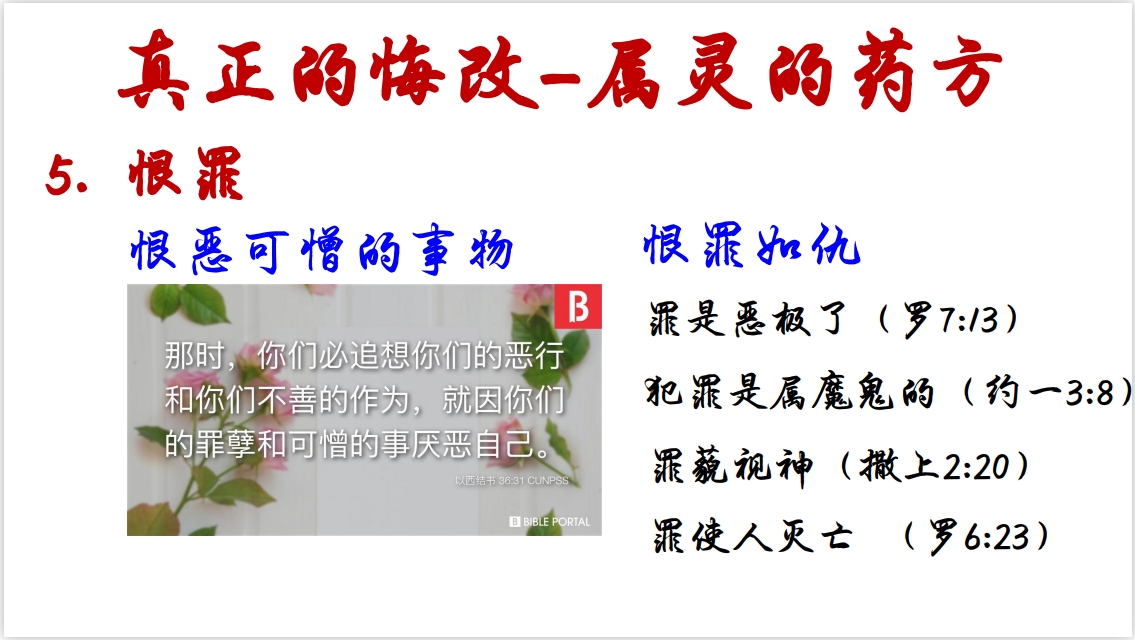 真正的悔改-属灵的药方
5. 恨罪
恨恶可憎的事物
B
那时，你们必追想你们的恶行
和你们不善的作为，就因你们
的罪孽和可憎的事厌恶自己。
以西结书 36:31 CUNPSS
B BIBLE PORTAL
恨罪如仇
罪是恶极了（罗7:13）
犯罪是属魔鬼的（约一3:8）
罪藐视神（撒上2:20）
罪使人灭亡 （罗6:23）